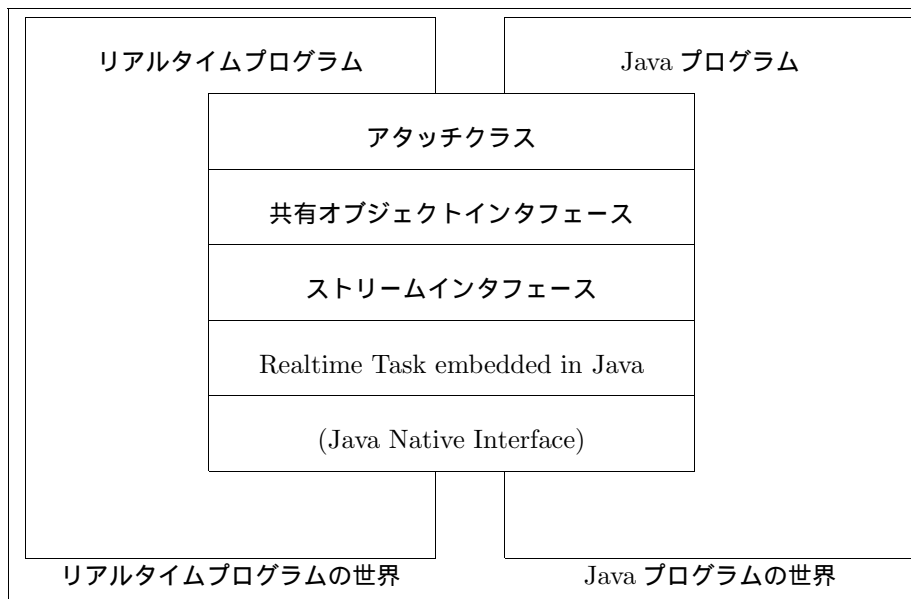 リアルタイムプログラム
Java プログラム
アタッチクラス
共有オブジェクトインタフェース
ストリームインタフェース
Realtime Task embedded in Java
(Java Native Interface)
リアルタイムプログラムの世界
Java プログラムの世界